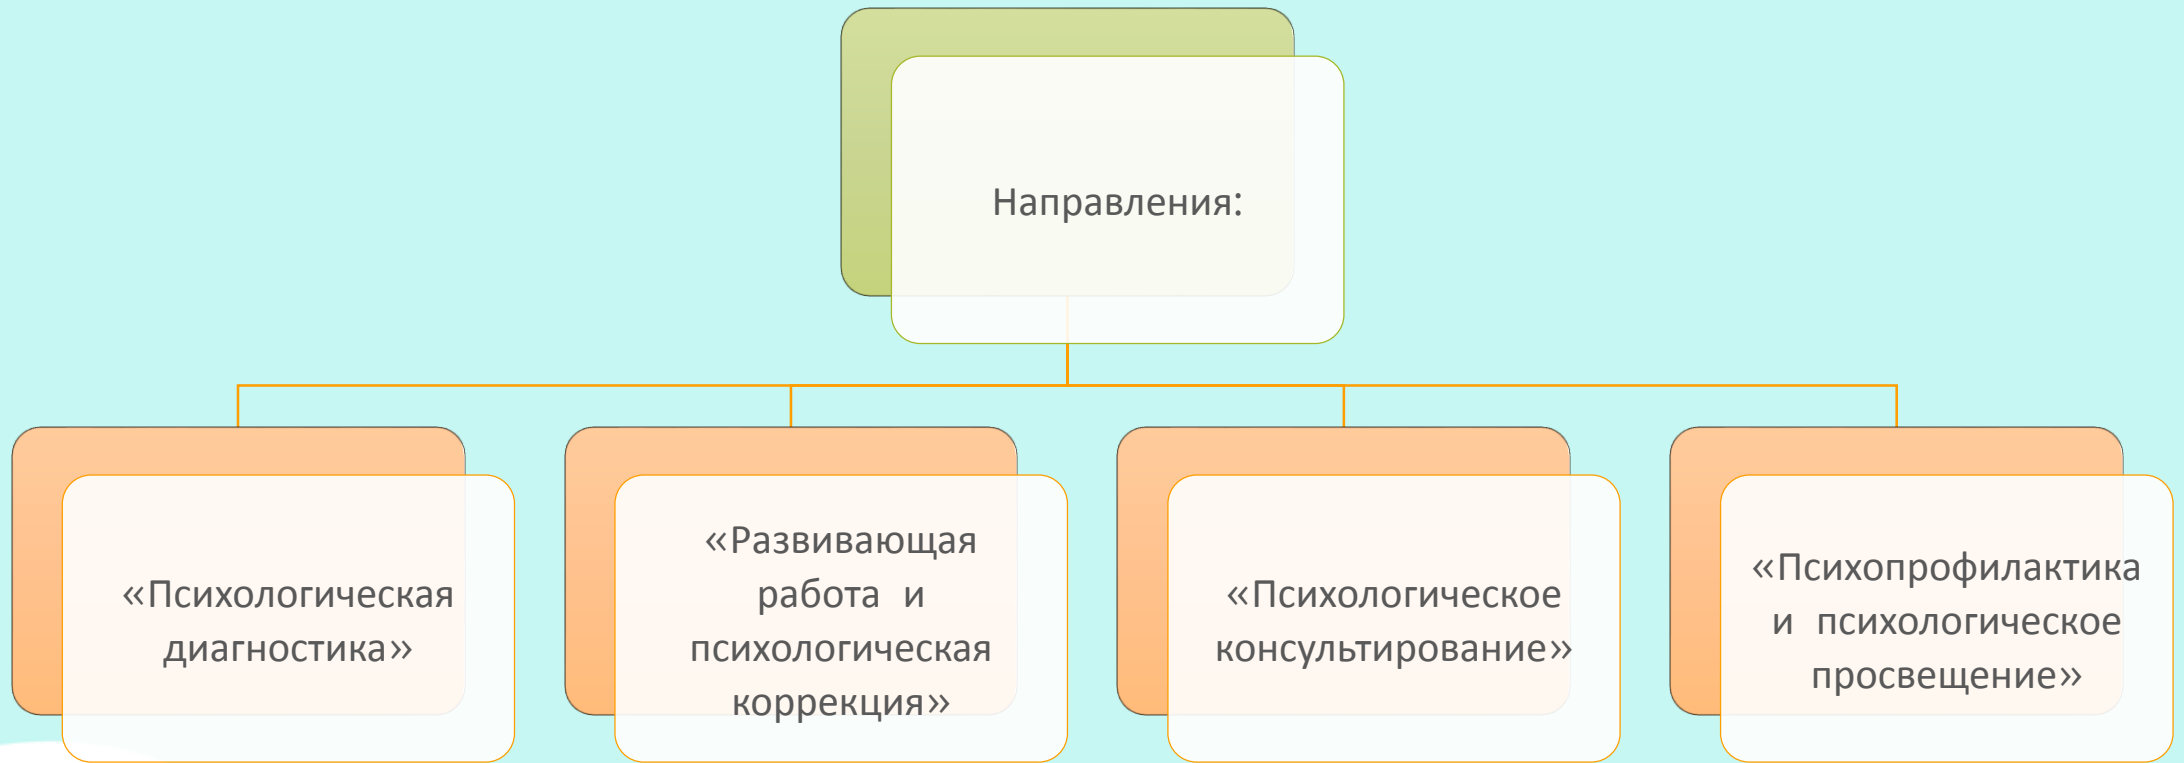 Направления:
«Психологическая
диагностика»
«Развивающая
работа и
психологическая
коррекция»
«Психологическое
консультирование»
«Психопрофилактика
и психологическое
просвещение»